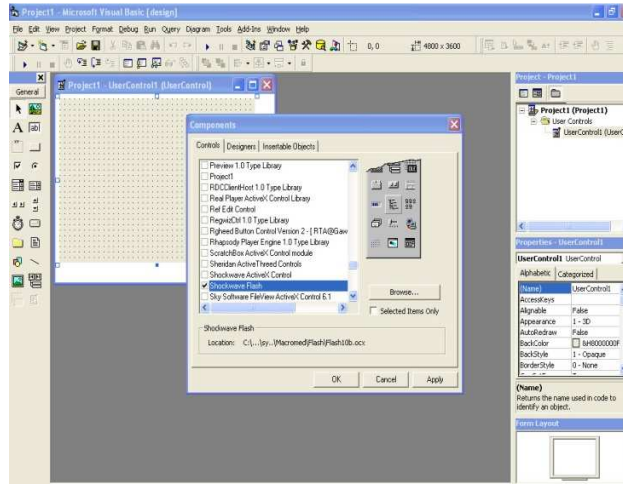 Project1 - Microsoft Visual Basic [design]
File Edit View Project Format Debug Run Query Diagram Tools Add-Ins Window Help
0, 0
4800 x 3600
General
Project1 - UserControl1 (UserControl)
Components
Controls Designers Insertable Objects
Preview 1.0 Type Library
Project1
RDCClientHost 1.0 Type Library
Real Player ActiveX Control Library
Ref Edit Control
RegwizCtrl 1.0 Type Library
Rgheed Button Control Version 2 - [ RTA@Gaw
Rhapsody Player Engine 1.0 Type Library
ScratchBox ActiveX Control module
Sheridan ActiveThreed Controls
Shockwave ActiveX Control
Shockwave Flash
Sky Software FileView ActiveX Control 6.1
Browse...
Selected Items Only
Shockwave Flash
Location: C:\...\sy...\Macromed\Flash\Flash10b.ocx
OK Cancel Apply
Project - Project1
Project1 (Project1)
User Controls
UserControl1 (UserC
Properties - UserControl1
UserControl1 UserControl
Alphabetic Categorized
(Name) UserControl1
AccessKeys
Alignable False
Appearance 1 - 3D
AutoRedraw False
BackColor &H8000000F
BackStyle 1 - Opaque
BorderStyle 0 - None
(Name)
Returns the name used in code to
identify an object.
Form Layout